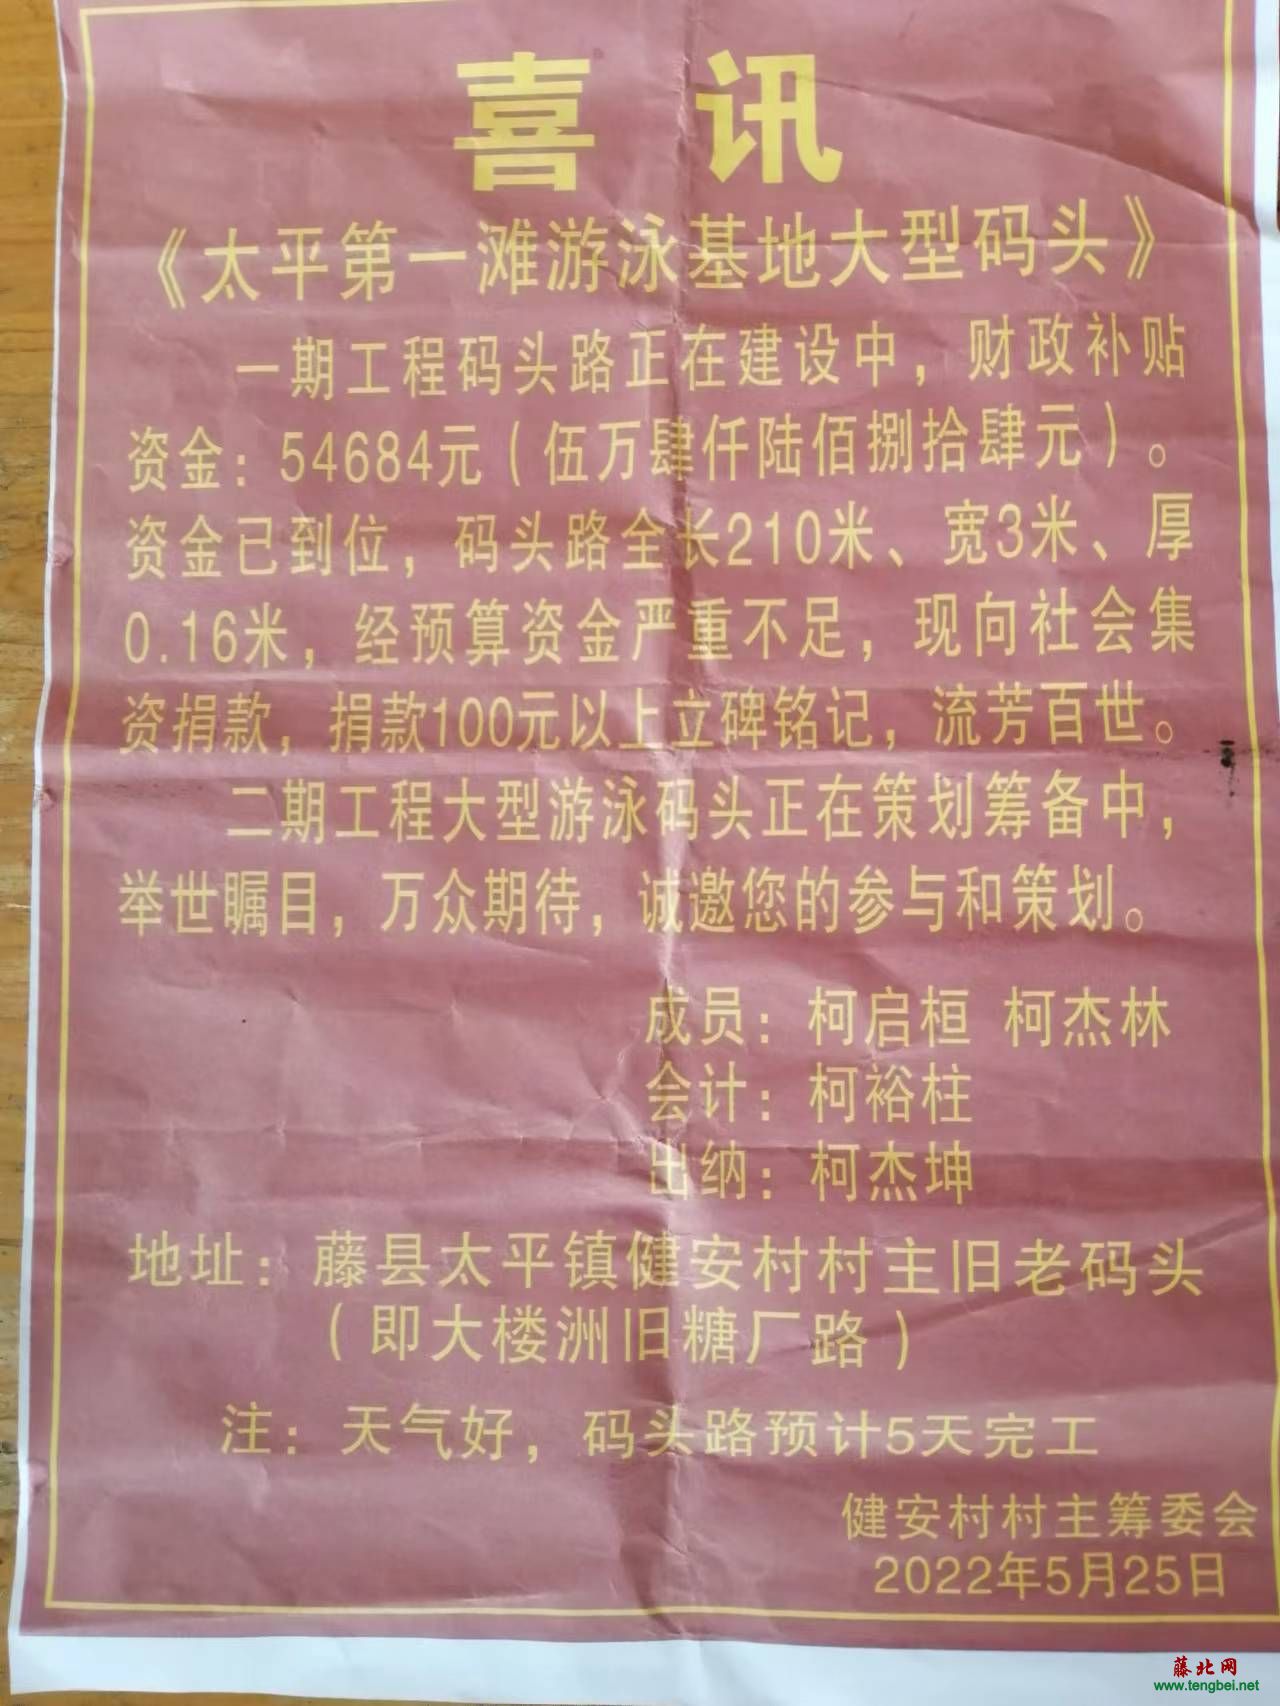 喜讯
《太平第一滩游泳基地大型码头》
一期工程码头路正在建设中，财政补贴
资金：54684元（伍万肆仟陆佰捌拾肆元）。
资金已到位，码头路全长210米、宽3米、厚
0.16米，经预算资金严重不足，现向社会集
资捐款，捐款100元以上立碑铭记，流芳百世。
二期工程大型游泳码头正在策划筹备中，
举世瞩目，万众期待，诚邀您的参与和策划。
成员：柯启桓 柯杰林
会计：柯裕柱
出纳：柯杰坤
地址：藤县太平镇健安村村主旧老码头
（即大楼洲旧糖厂路）
注：天气好，码头路预计5天完工
健安村村主筹委会
2022年5月25日
藤北网
www.tengbei.net